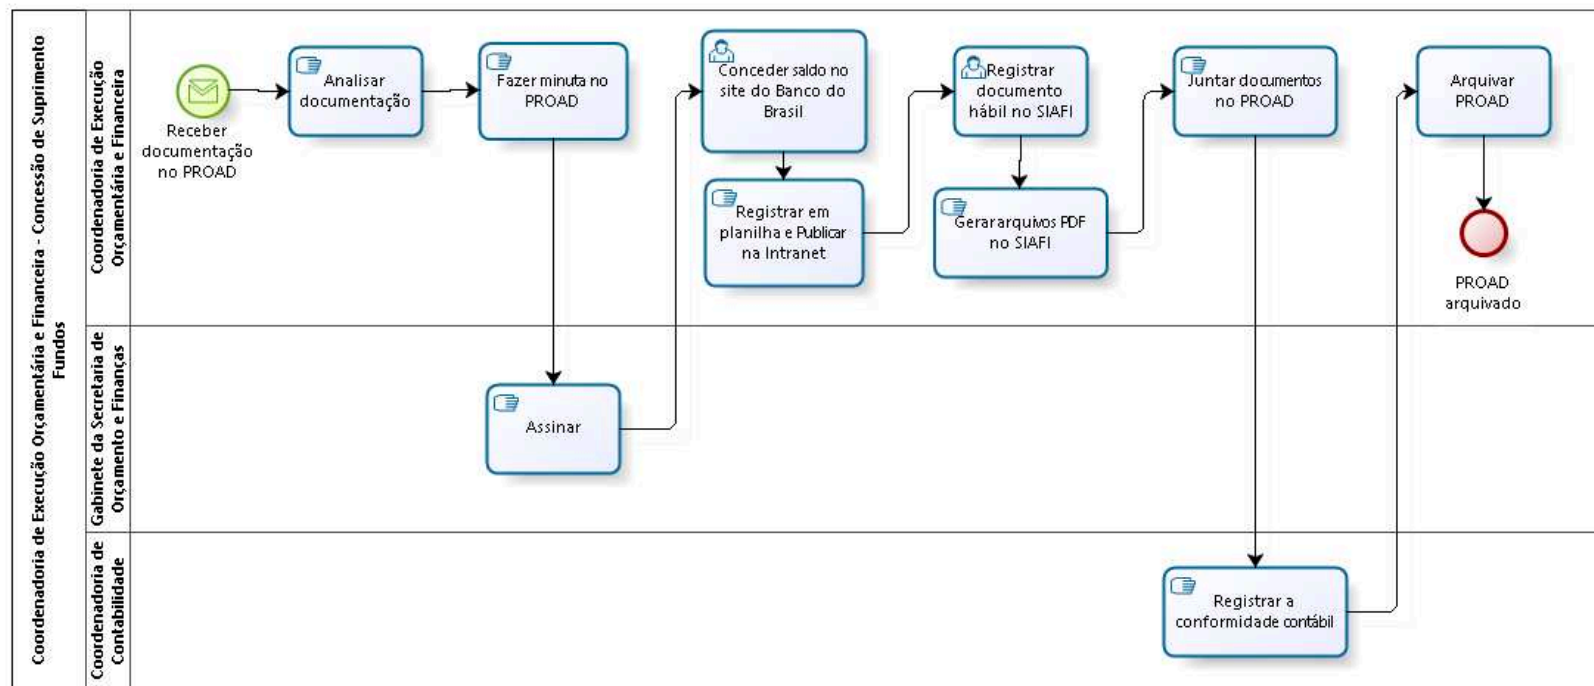 Coordenadoria de Execução Orçamentária e Financeira - Concessão de Suprimento
Fundos
Coordenadoria de Execução
Orçamentária e Financeira
Receber
documentação
no PROAD
Analisar
documentação
Fazer minuta no
PROAD
Conceder saldo no
site do Banco do
Brasil
Registrar em
planilha e Publicar
na Intranet
Registrar
documento
hábil no SIAFI
Gerar arquivos PDF
no SIAFI
Juntar documentos
no PROAD
Arquivar
PROAD
PROAD
arquivado
Gabinete da Secretaria de
Orçamento e Finanças
Assinar
Coordenadoria de
Contabilidade
Registrar a
conformidade contábil